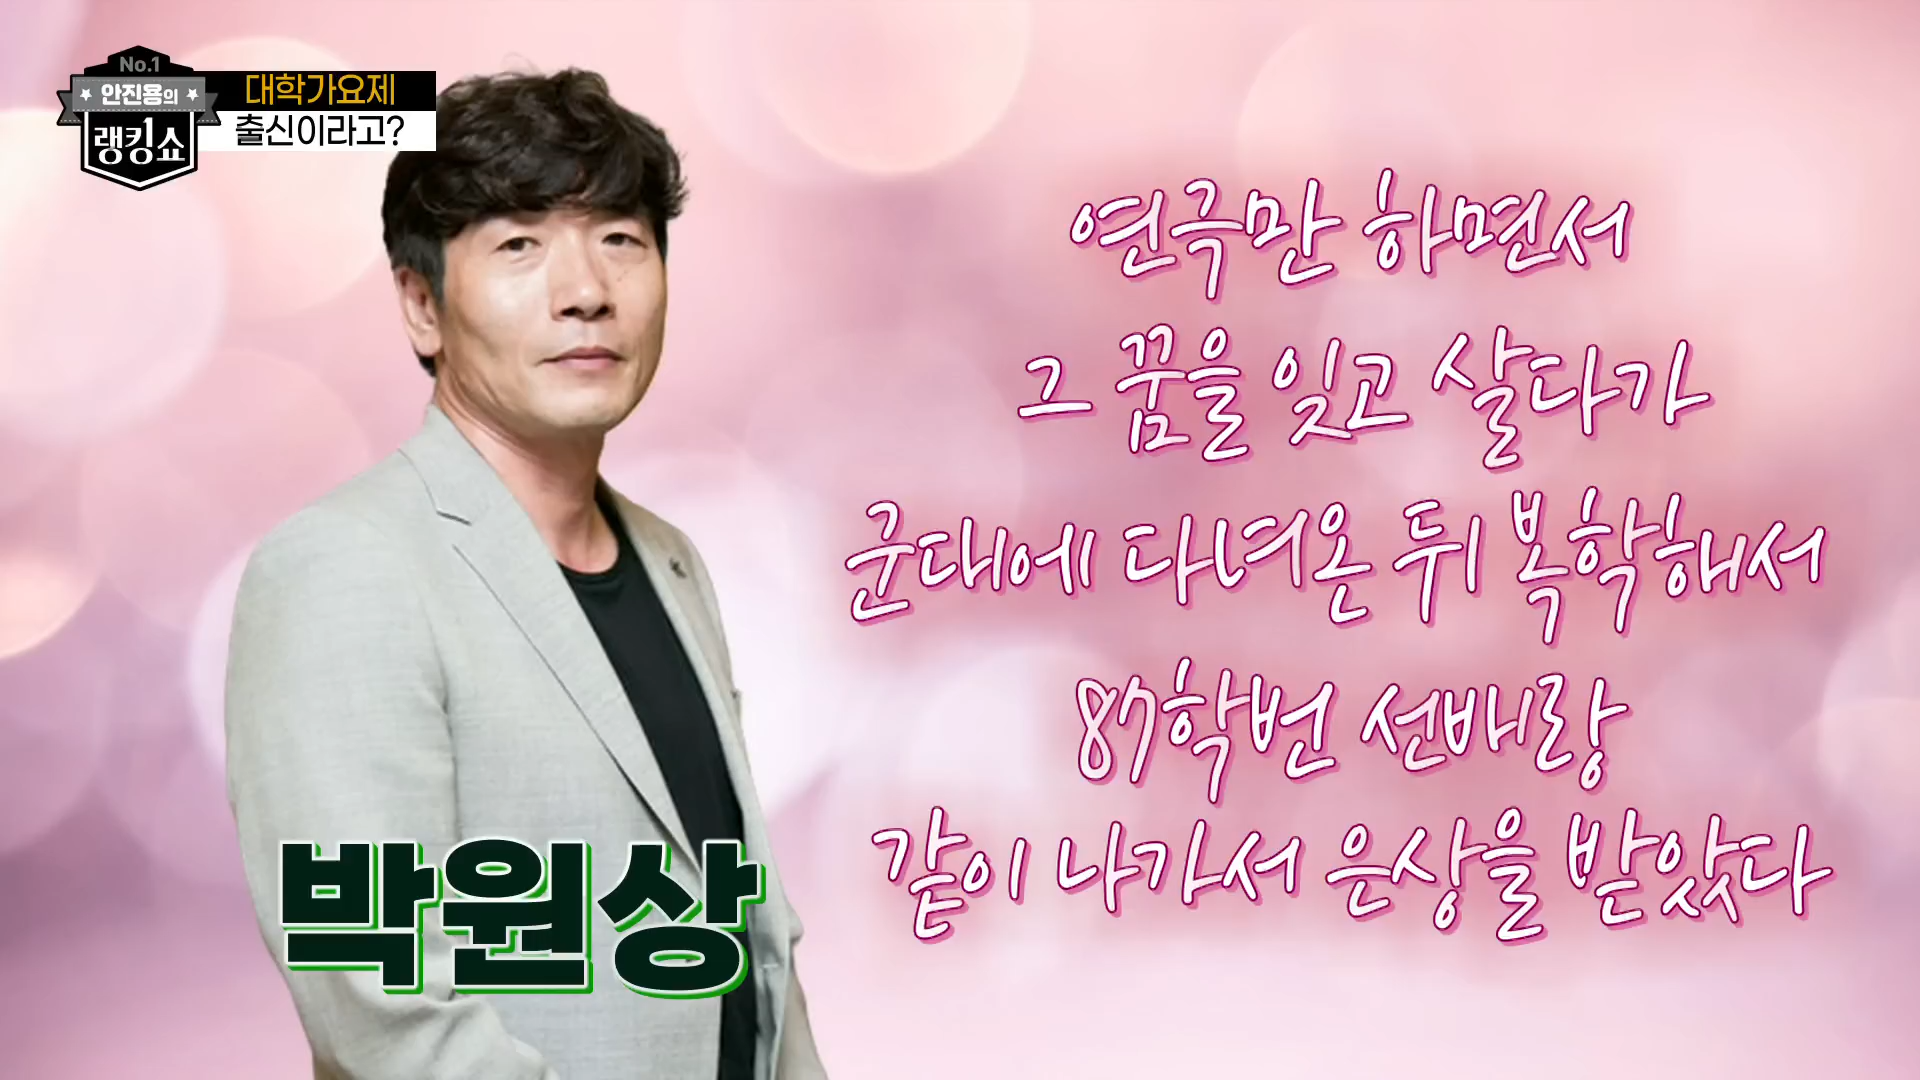 No.1
안진용의
랭킹쇼
대학가요제
출신이라고?
연극만 하면서
그 꿈을 잊고 살다가
군대에 다녀온 뒤 복학해서
87학번 선배랑
같이 나가서 은상을 받았다
박원상